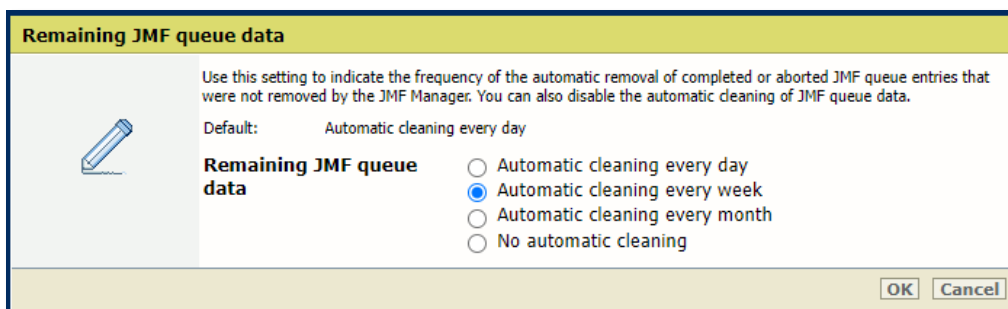 Remaining JMF queue data
Use this setting to indicate the frequency of the automatic removal of completed or aborted JMF queue entries that
were not removed by the JMF Manager. You can also disable the automatic cleaning of JMF queue data.
Default: Automatic cleaning every day
Remaining JMF queue
data
Automatic cleaning every day
Automatic cleaning every week
Automatic cleaning every month
No automatic cleaning
OK Cancel